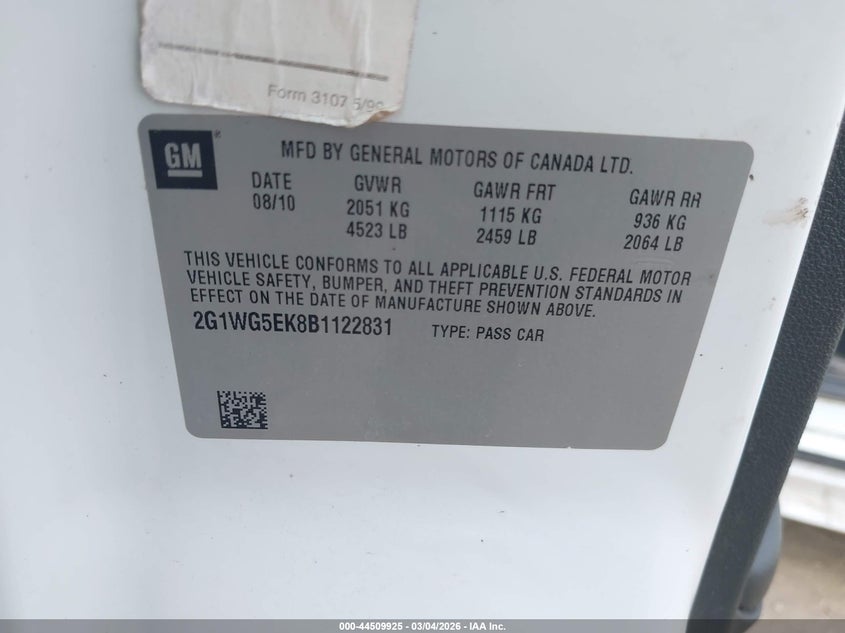 Form 3107 5/99
GM
®
MFD BY GENERAL MOTORS OF CANADA LTD.
DATE GVWR GAWR FRT GAWR RR
08/10 2051 KG 1115 KG 936 KG
4523 LB 2459 LB 2064 LB
THIS VEHICLE CONFORMS TO ALL APPLICABLE U.S. FEDERAL MOTOR
VEHICLE SAFETY, BUMPER, AND THEFT PREVENTION STANDARDS IN
EFFECT ON THE DATE OF MANUFACTURE SHOWN ABOVE.
2G1WG5EK8B1122831 TYPE: PASS CAR
000-44509925 - 03/04/2026 - IAA Inc.